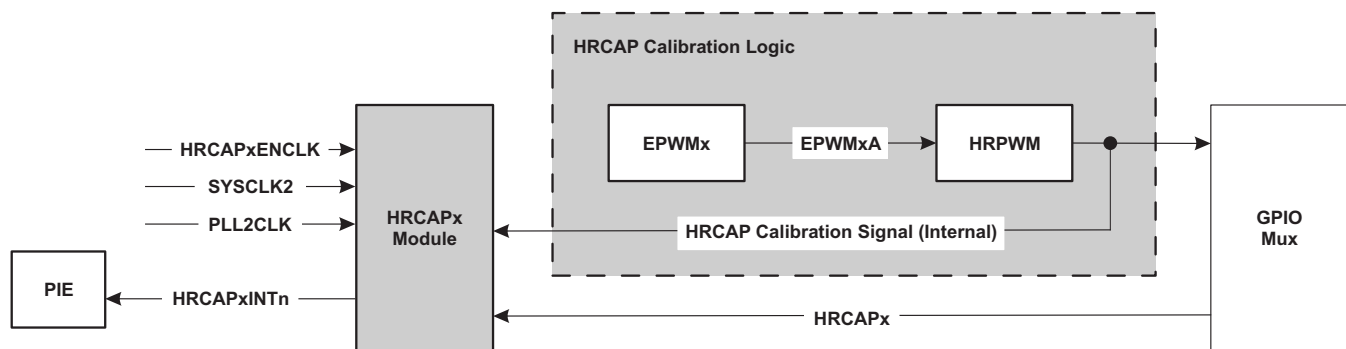 HRCAP Calibration Logic
EPWMx
EPWMxA
HRPWM
HRCAPxENCLK
SYSCLK2
PLL2CLK
HRCAPx
Module
HRCAP Calibration Signal (Internal)
GPIO
Mux
PIE
HRCAPxINTn
HRCAPx